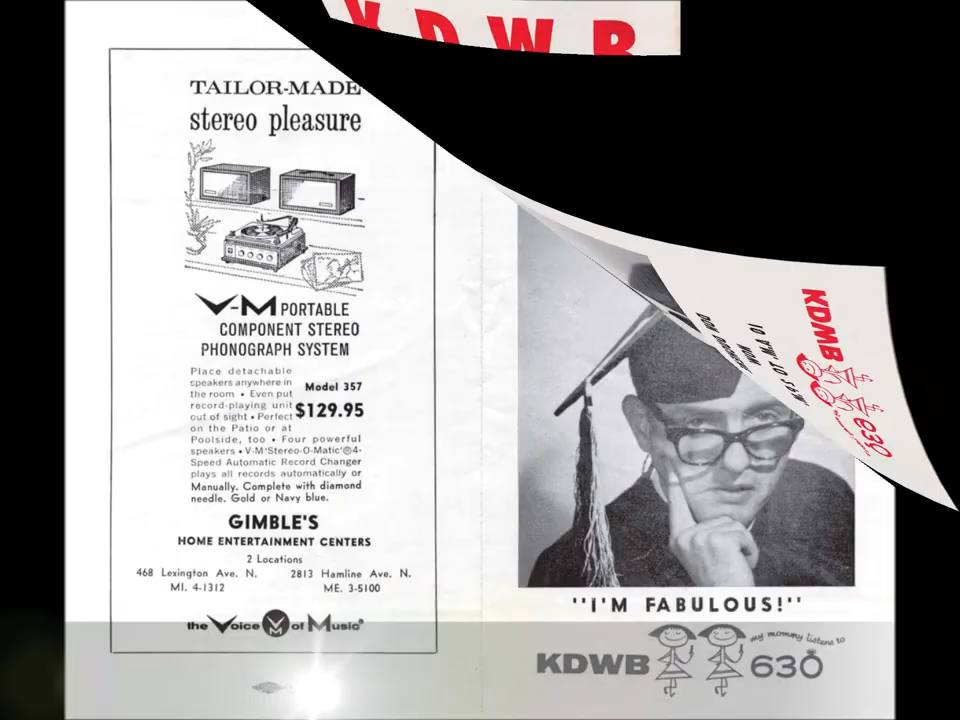 KDWB
TAILOR-MADE
stereo pleasure
V-M PORTABLE
COMPONENT STEREO
PHONOGRAPH SYSTEM
Place detachable
speakers anywhere in
the room • Even put
record-playing unit
out of sight • Perfect
on the Patio or at
Poolside, too • Four powerful
speakers • V-M 'Stereo-O-Matic'® 4-
Speed Automatic Record Changer
plays all records automatically or
Manually. Complete with diamond
needle. Gold or Navy blue.
Model 357
$129.95
GIMBLE'S
HOME ENTERTAINMENT CENTERS
2 Locations
468 Lexington Ave. N. 2813 Hamline Ave. N.
MI. 4-1312 ME. 3-5100
the Voice VM of Music®
10 A.M. TO
KDWB
630
"I'M FABULOUS!"
my mommy listens to
KDWB 630